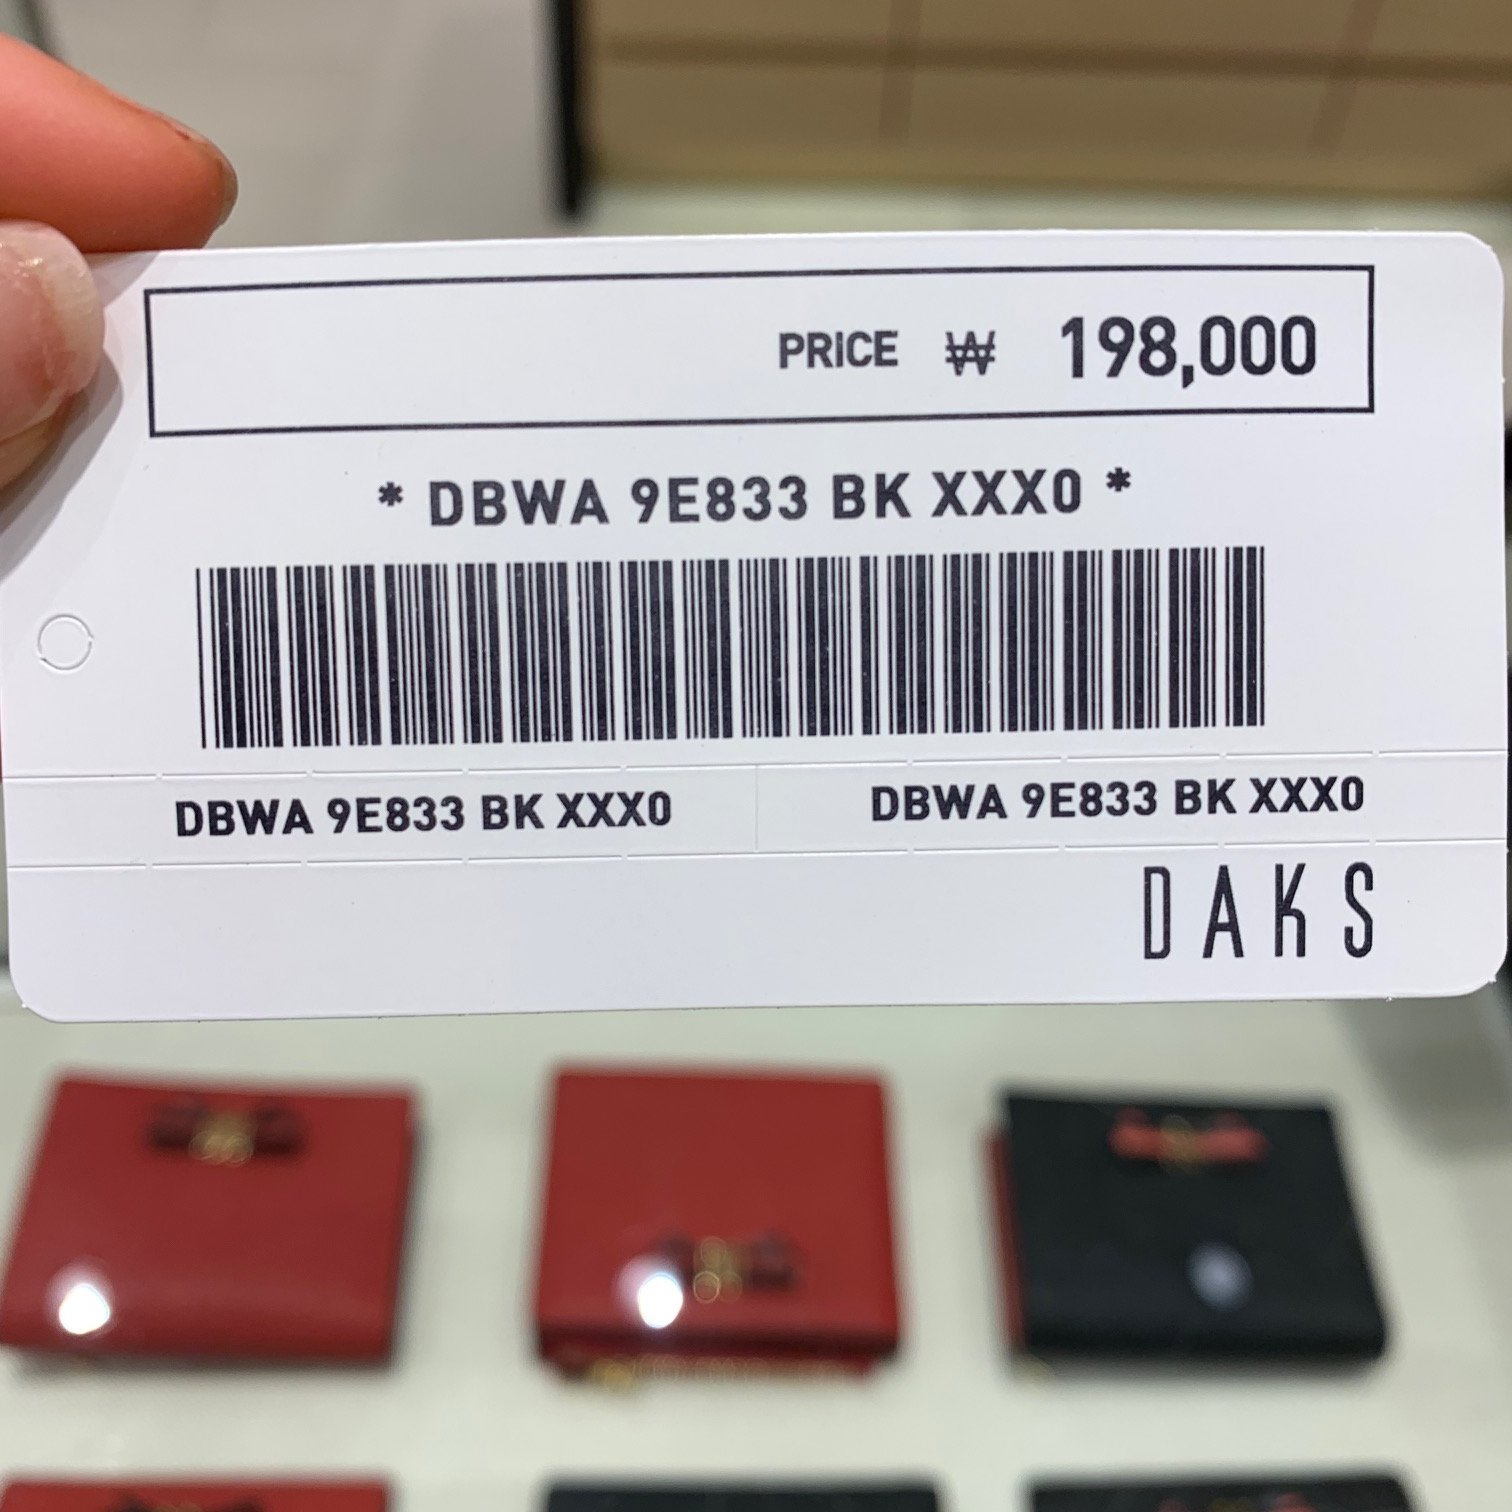 PRICE ₩ 198,000
* DBWA 9E833 BK XXX0 *
DBWA 9E833 BK XXX0 DBWA 9E833 BK XXX0
DAKS